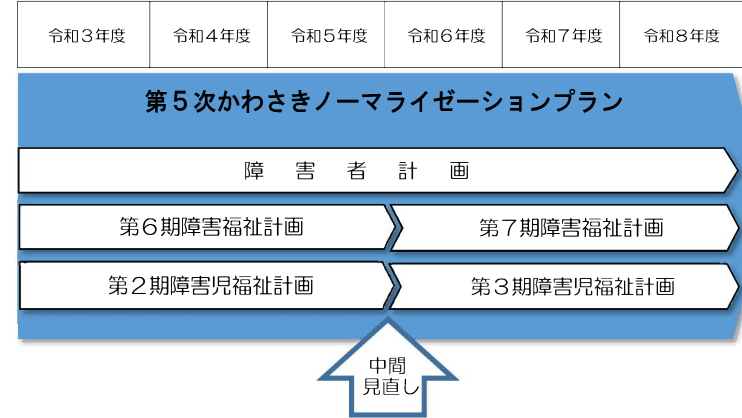 令和３年度 令和４年度 令和５年度 令和６年度 令和７年度 令和８年度
第５次かわさきノーマライゼーションプラン
障害者計画
第６期障害福祉計画 第７期障害福祉計画
第２期障害児福祉計画 第３期障害児福祉計画
中間
見直し